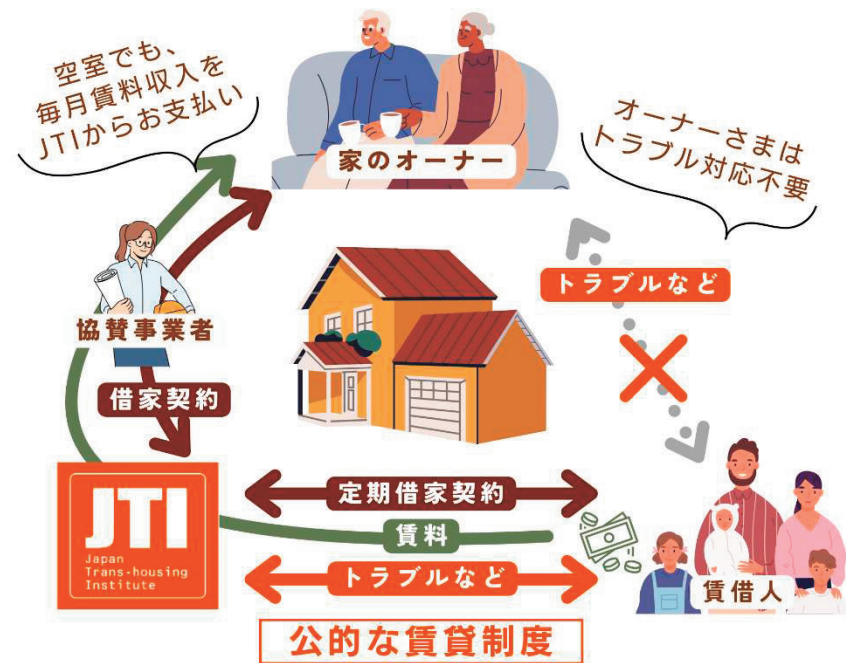 空室でも、
毎月賃料収入を
JTIからお支払い
家のオーナー
オーナーさまは
トラブル対応不要
トラブルなど
協賛事業者
借家契約
JTI
Japan
Trans-housing
Institute
定期借家契約
賃料
トラブルなど
賃借人
公的な賃貸制度